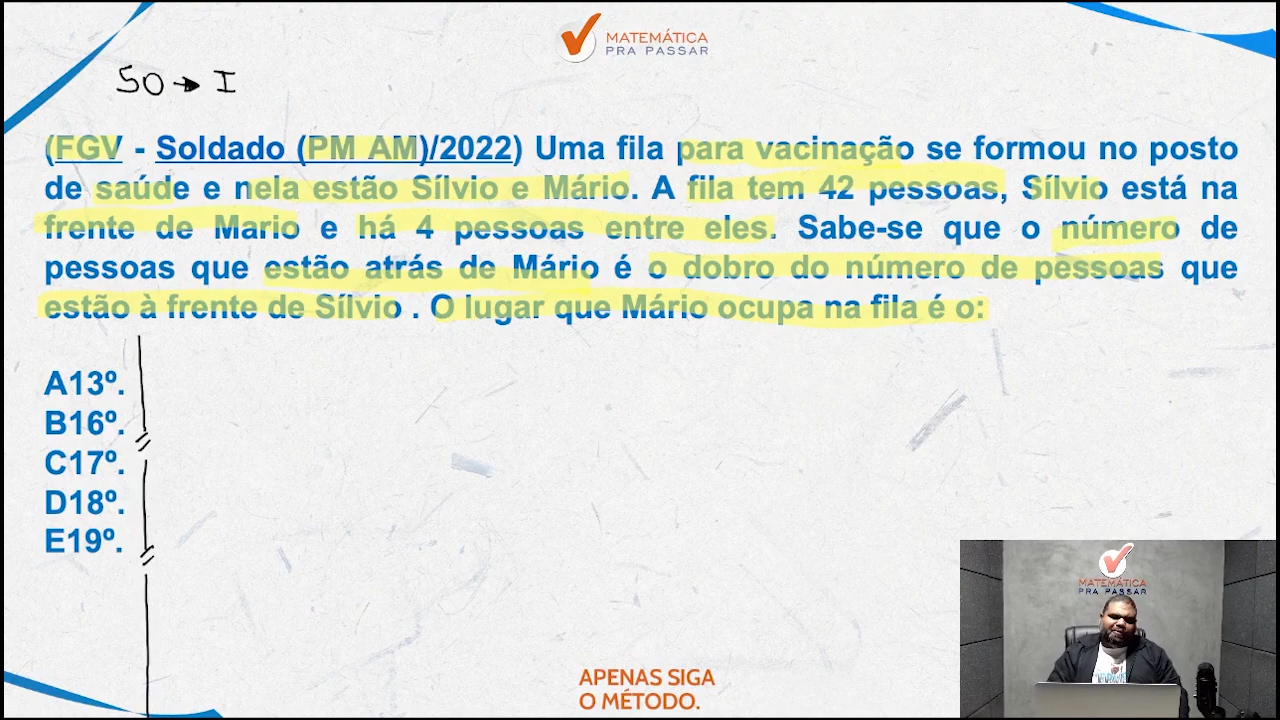 MATEMÁTICA
PRA PASSAR
SO → I
(FGV - Soldado (PM AM)/2022) Uma fila para vacinação se formou no posto
de saúde e nela estão Sílvio e Mário. A fila tem 42 pessoas, Sílvio está na
frente de Mario e há 4 pessoas entre eles. Sabe-se que o número de
pessoas que estão atrás de Mário é o dobro do número de pessoas que
estão à frente de Sílvio . O lugar que Mário ocupa na fila é o:
A13º.
B16º.
C17º.
D18º.
E19º.
MATEMÁTICA
PRA PASSAR
APENAS SIGA
O MÉTODO.